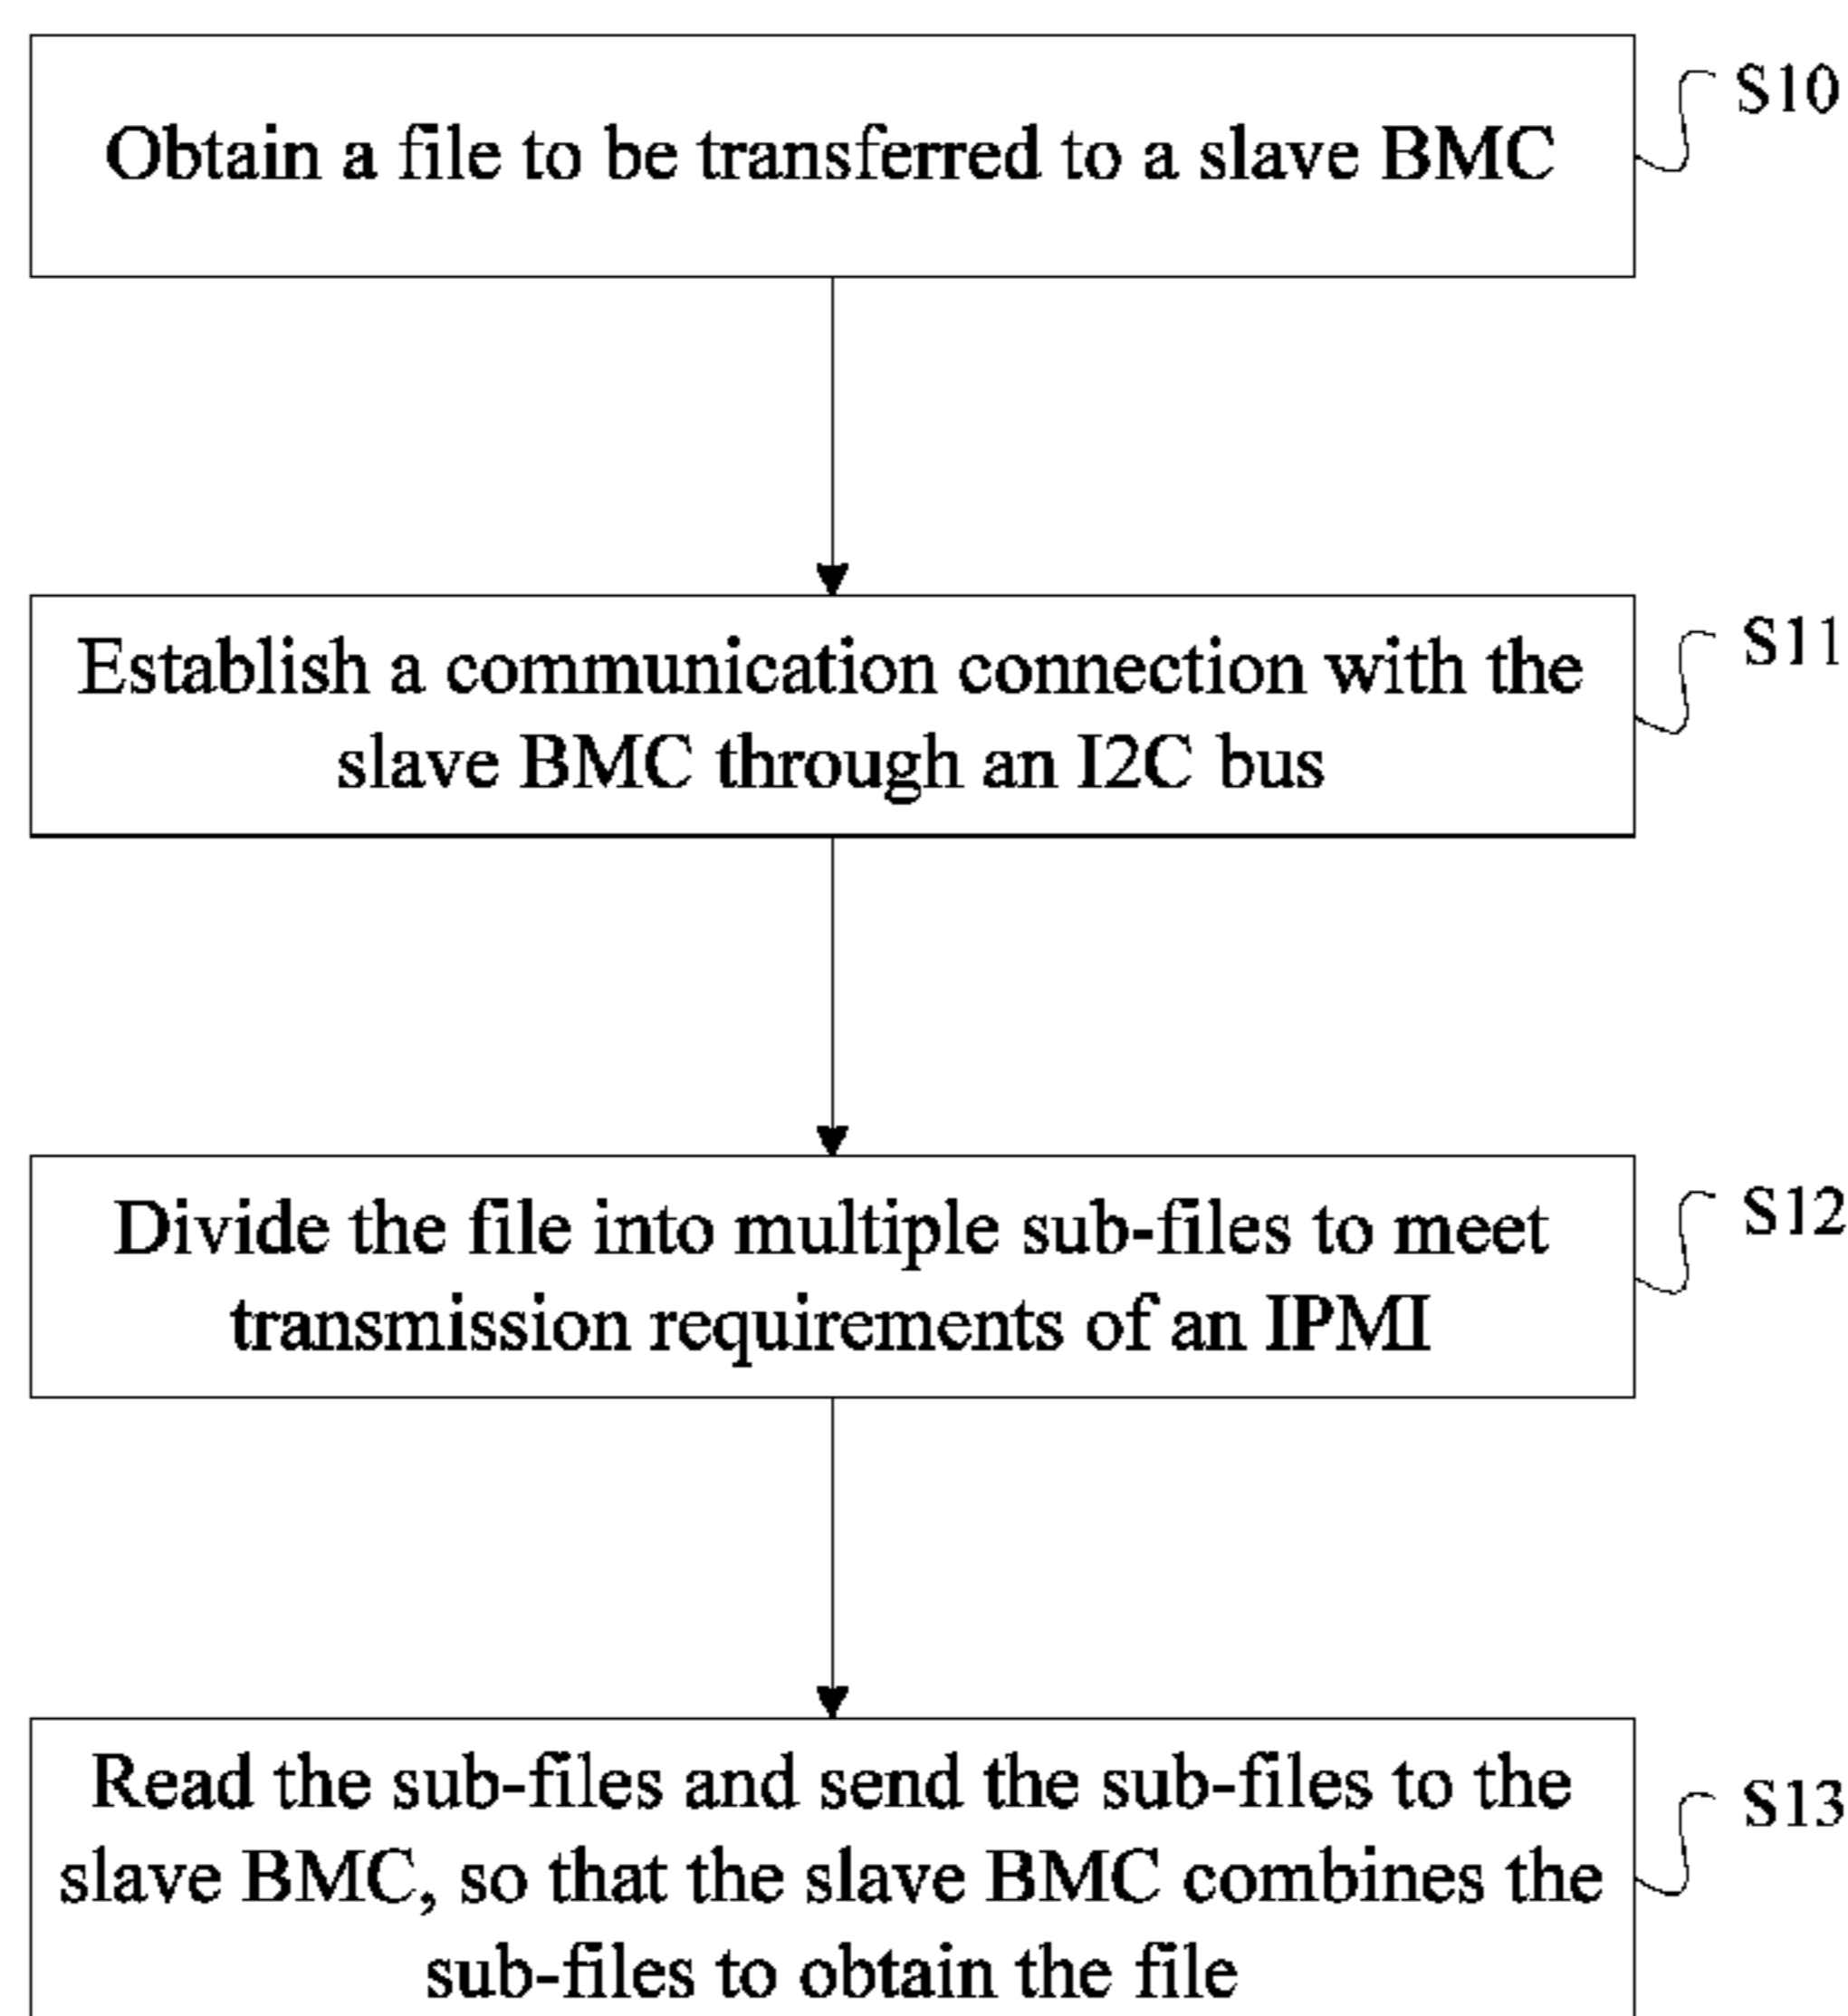 Obtain a file to be transferred to a slave BMC
S10
Establish a communication connection with the
slave BMC through an I2C bus
S11
Divide the file into multiple sub-files to meet
transmission requirements of an IPMI
S12
Read the sub-files and send the sub-files to the
slave BMC, so that the slave BMC combines the
sub-files to obtain the file
S13